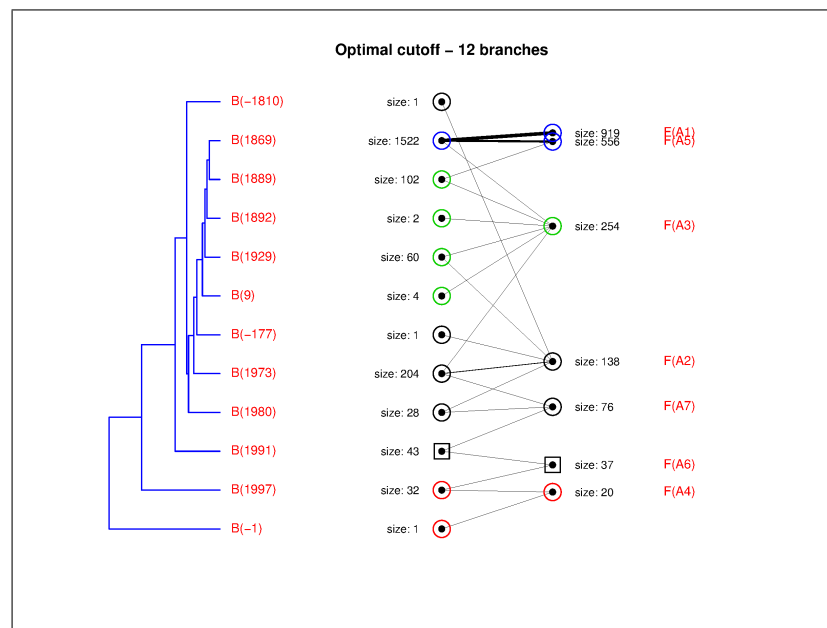 Optimal cutoff – 12 branches
B(−1810) size: 1
B(1869) size: 1522 size: 919 F(A1)
size: 556 F(A5)
B(1889) size: 102
B(1892) size: 2 size: 254 F(A3)
B(1929) size: 60
B(9) size: 4
B(−177) size: 1
B(1973) size: 204 size: 138 F(A2)
B(1980) size: 28 size: 76 F(A7)
B(1991) size: 43 size: 37 F(A6)
B(1997) size: 32 size: 20 F(A4)
B(−1) size: 1